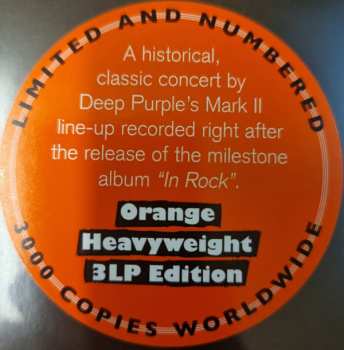 LIMITED AND NUMBERED
A historical,
classic concert by
Deep Purple's Mark II
line-up recorded right after
the release of the milestone
album "In Rock".
Orange
Heavyweight
3LP Edition
3000 COPIES WORLDWIDE